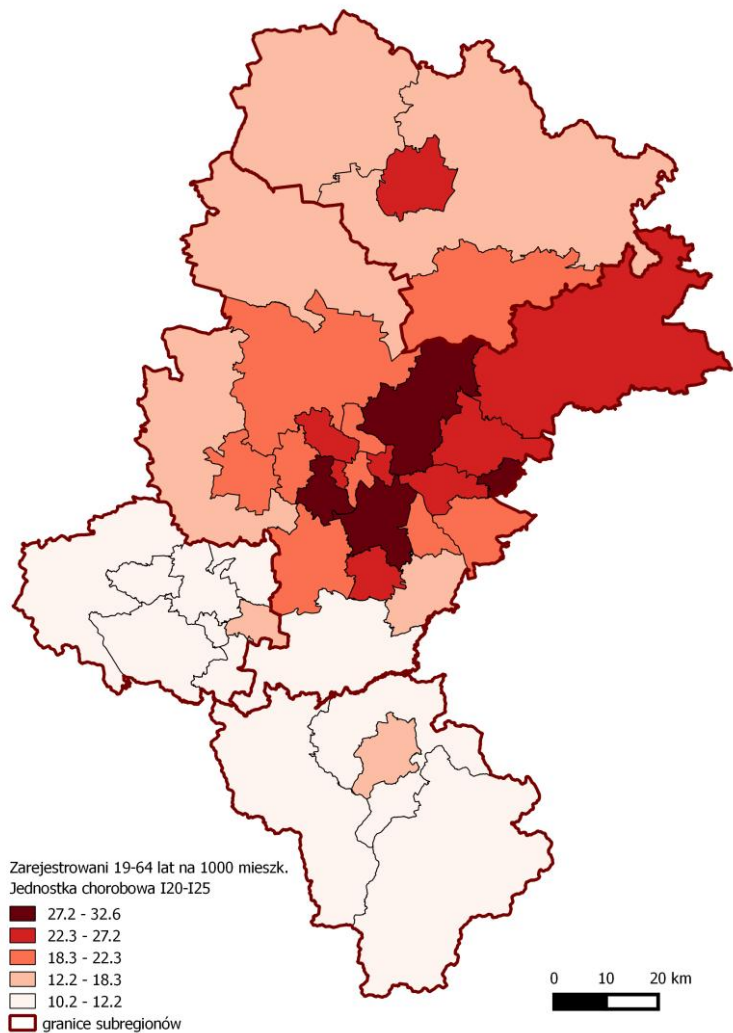 Zarejestrowani 19-64 lat na 1000 mieszk.
Jednostka chorobowa I20-I25
27.2 - 32.6
22.3 - 27.2
18.3 - 22.3
12.2 - 18.3
10.2 - 12.2
granice subregionów
0 10 20 km